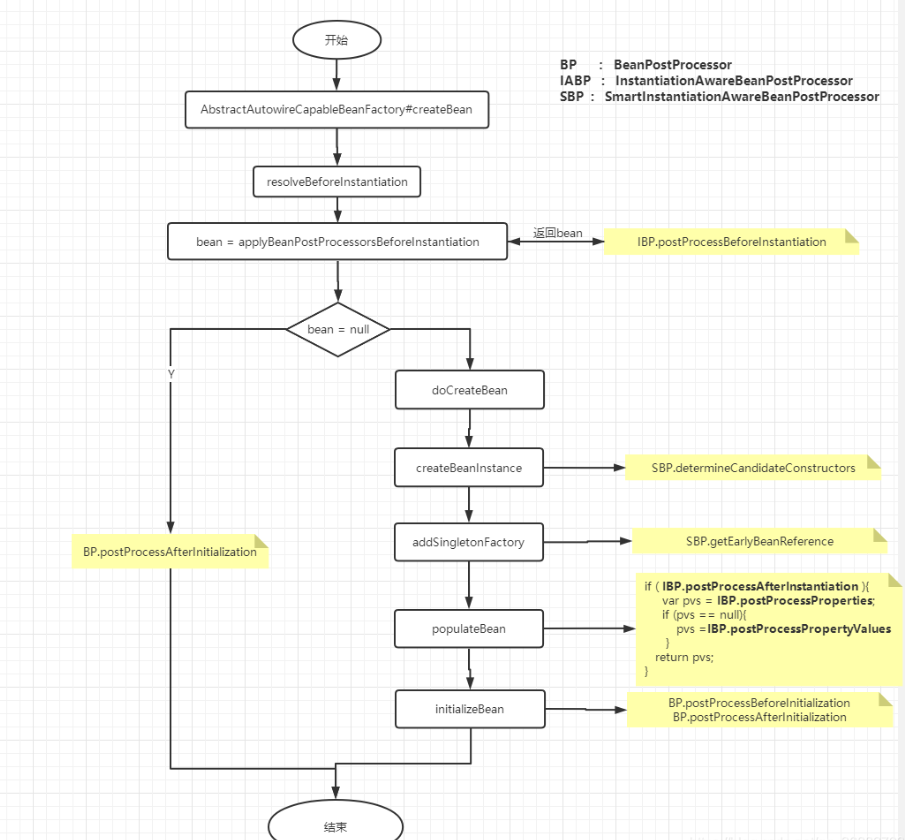 开始
BP : BeanPostProcessor
IABP : InstantiationAwareBeanPostProcessor
SBP : SmartInstantiationAwareBeanPostProcessor
AbstractAutowireCapableBeanFactory#createBean
resolveBeforeInstantiation
bean = applyBeanPostProcessorsBeforeInstantiation
返回bean
IBP.postProcessBeforeInstantiation
bean = null
Y
doCreateBean
createBeanInstance
SBP.determineCandidateConstructors
addSingletonFactory
SBP.getEarlyBeanReference
BP.postProcessAfterInitialization
populateBean
if ( IBP.postProcessAfterInstantiation ){
var pvs = IBP.postProcessProperties;
if (pvs == null){
pvs =IBP.postProcessPropertyValues
}
return pvs;
}
initializeBean
BP.postProcessBeforeInitialization
BP.postProcessAfterInitialization
结束